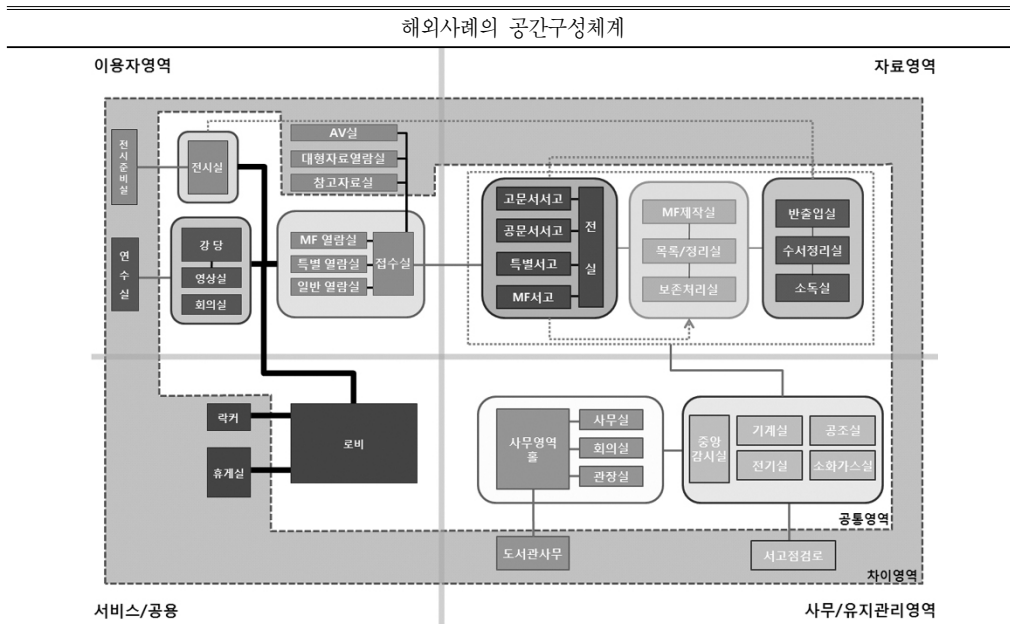 해외사례의 공간구성체계
이용자영역
자료영역
전시준비실
전시실
AV실
대형자료열람실
참고자료실
연수실
강당
영상실
회의실
MF 열람실
특별 열람실
일반 열람실
접수실
고문서서고
공문서서고
특별서고
MF서고
전실
MF제작실
목록/정리실
보존처리실
반출입실
수서정리실
소독실
락커
휴게실
로비
사무영역
홀
사무실
회의실
관장실
중앙
감시실
기계실
공조실
전기실
소화가스실
공통영역
도서관사무
서고점검로
차이영역
서비스/공용
사무/유지관리영역